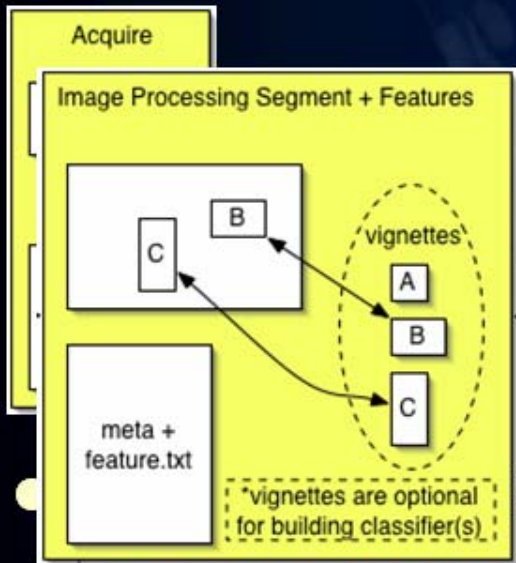 Acquire
Image Processing Segment + Features
B
C
vignettes
A
B
C
meta +
feature.txt
*vignettes are optional
for building classifier(s)